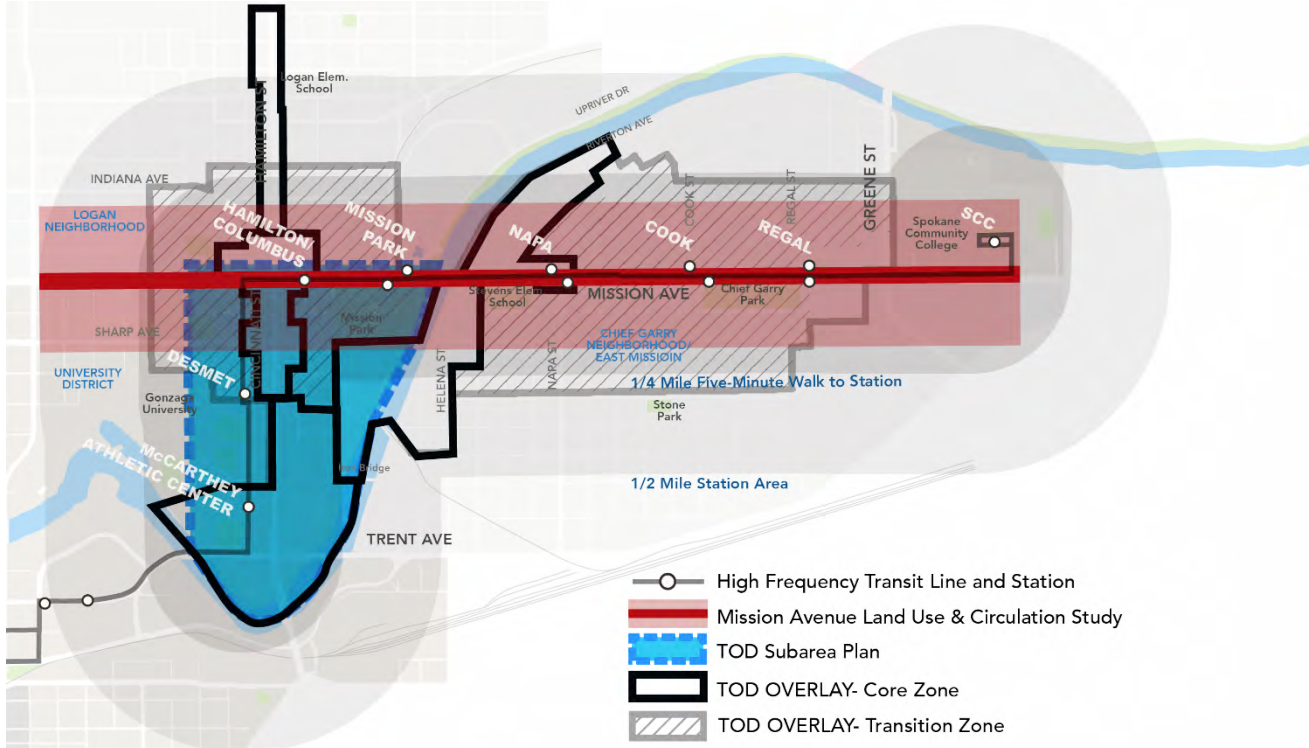 Logan Elem.
School
HAMILTON ST
UPRIVER DR
RIVERTON AVE
INDIANA AVE
LOGAN
NEIGHBORHOOD
HAMILTON/
COLUMBUS
MISSION
PARK
NAPA
COOK ST
COOK
REGAL ST
REGAL
GREENE ST
SCC
Spokane
Community
College
Stevens Elem.
School
MISSION AVE
Chief Garry
Park
Mission
Park
SHARP AVE
CINCINNATI ST
CHIEF GARRY
NEIGHBORHOOD/
EAST MISSIOIN
UNIVERSITY
DISTRICT
DESMET
Gonzaga
University
HELENA ST
NAPA ST
1/4 Mile Five-Minute Walk to Station
Stone
Park
McCARTHEY
ATHLETIC CENTER
Bridge
1/2 Mile Station Area
TRENT AVE
High Frequency Transit Line and Station
Mission Avenue Land Use & Circulation Study
TOD Subarea Plan
TOD OVERLAY- Core Zone
TOD OVERLAY- Transition Zone